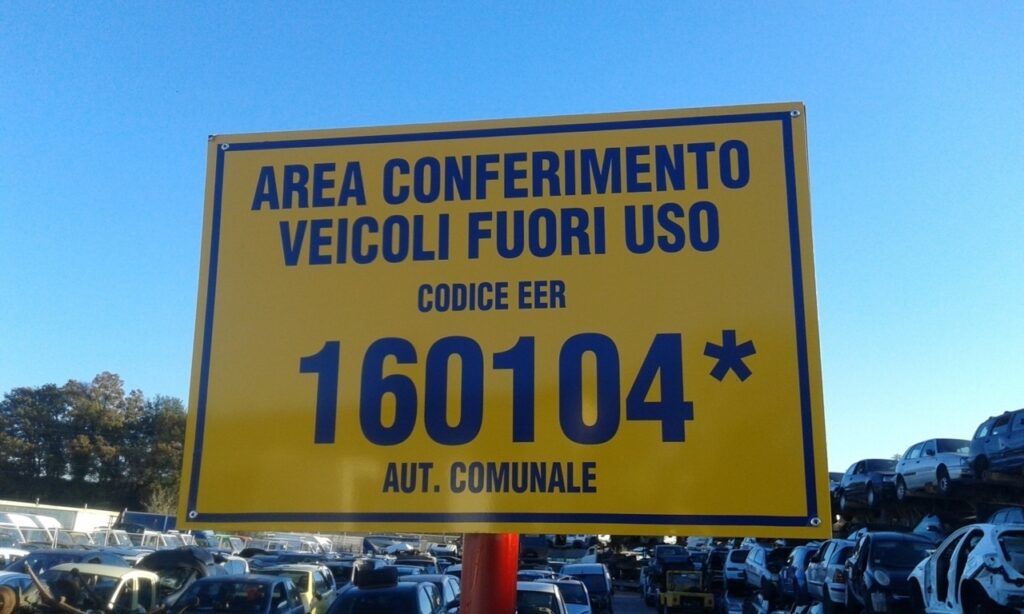 AREA CONFERIMENTO
VEICOLI FUORI USO
CODICE EER
160104*
AUT. COMUNALE